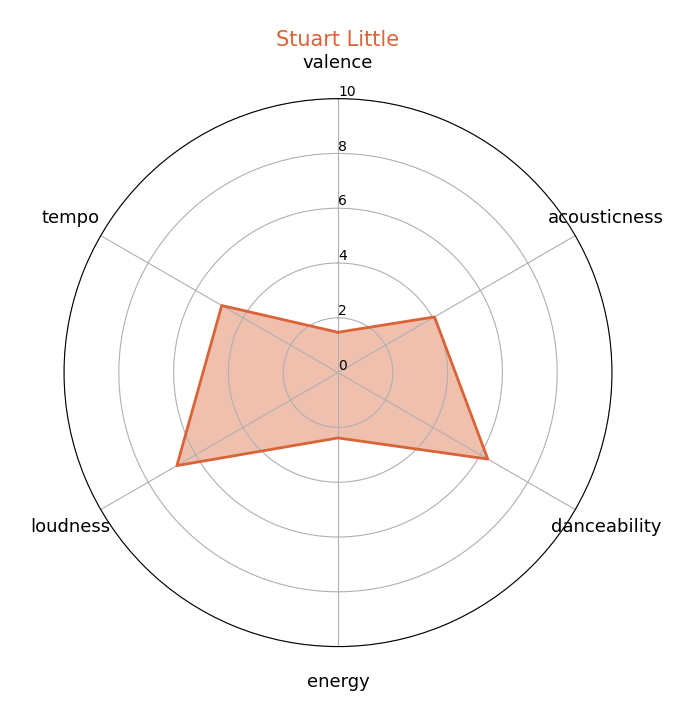 Stuart Little
valence
10
8
6
4
2
0
tempo
acousticness
loudness
danceability
energy